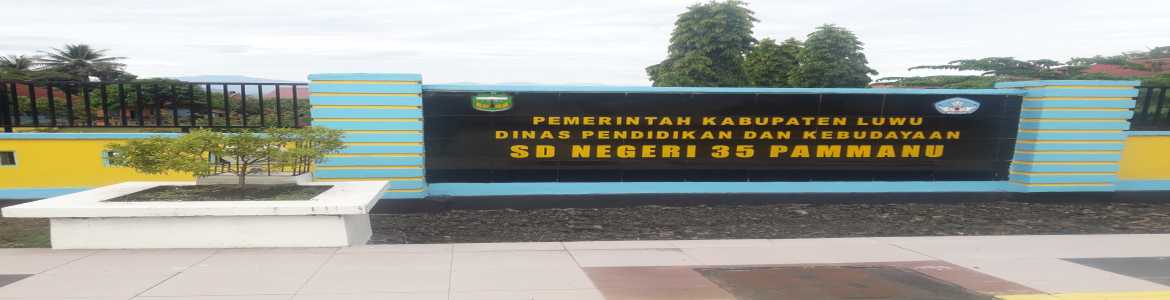 PEMERINTAH KABUPATEN LUWU
DINAS PENDIDIKAN DAN KEBUDAYAAN
SD NEGERI 35 PAMMANU